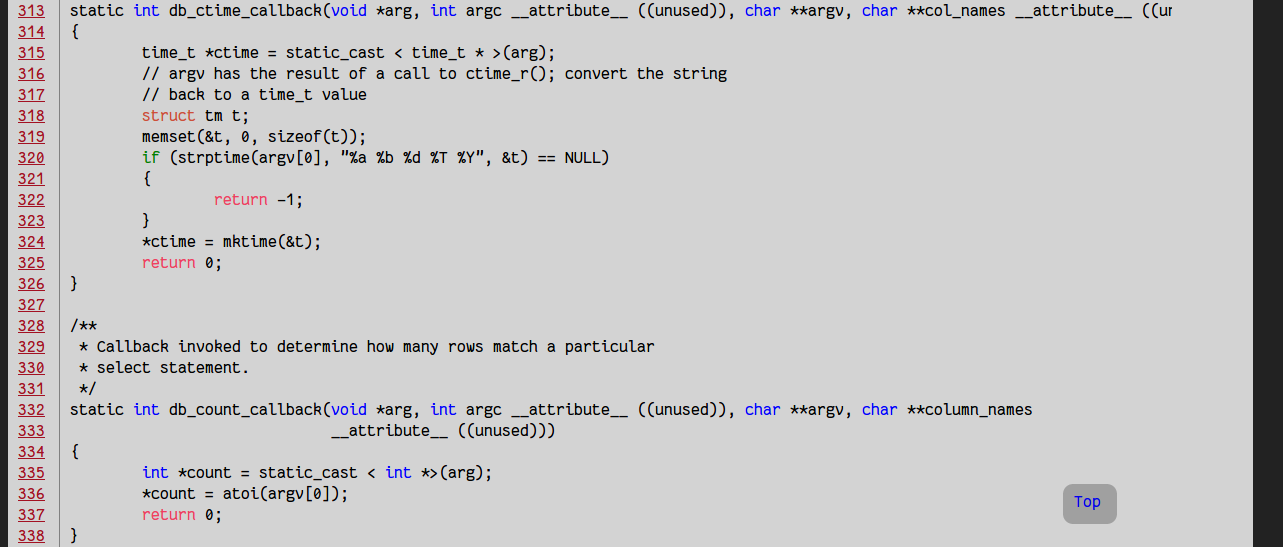 313 static int db_ctime_callback(void *arg, int argc __attribute__ ((unused)), char **argv, char **col_names __attribute__ ((ur
314 {
315         time_t *ctime = static_cast < time_t * >(arg);
316         // argv has the result of a call to ctime_r(); convert the string
317         // back to a time_t value
318         struct tm t;
319         memset(&t, 0, sizeof(t));
320         if (strptime(argv[0], "%a %b %d %T %Y", &t) == NULL)
321         {
322                 return -1;
323         }
324         *ctime = mktime(&t);
325         return 0;
326 }
327
328 /**
329  * Callback invoked to determine how many rows match a particular
330  * select statement.
331  */
332 static int db_count_callback(void *arg, int argc __attribute__ ((unused)), char **argv, char **column_names
333                              __attribute__ ((unused)))
334 {
335         int *count = static_cast < int *>(arg);
336         *count = atoi(argv[0]);
Top
337         return 0;
338 }